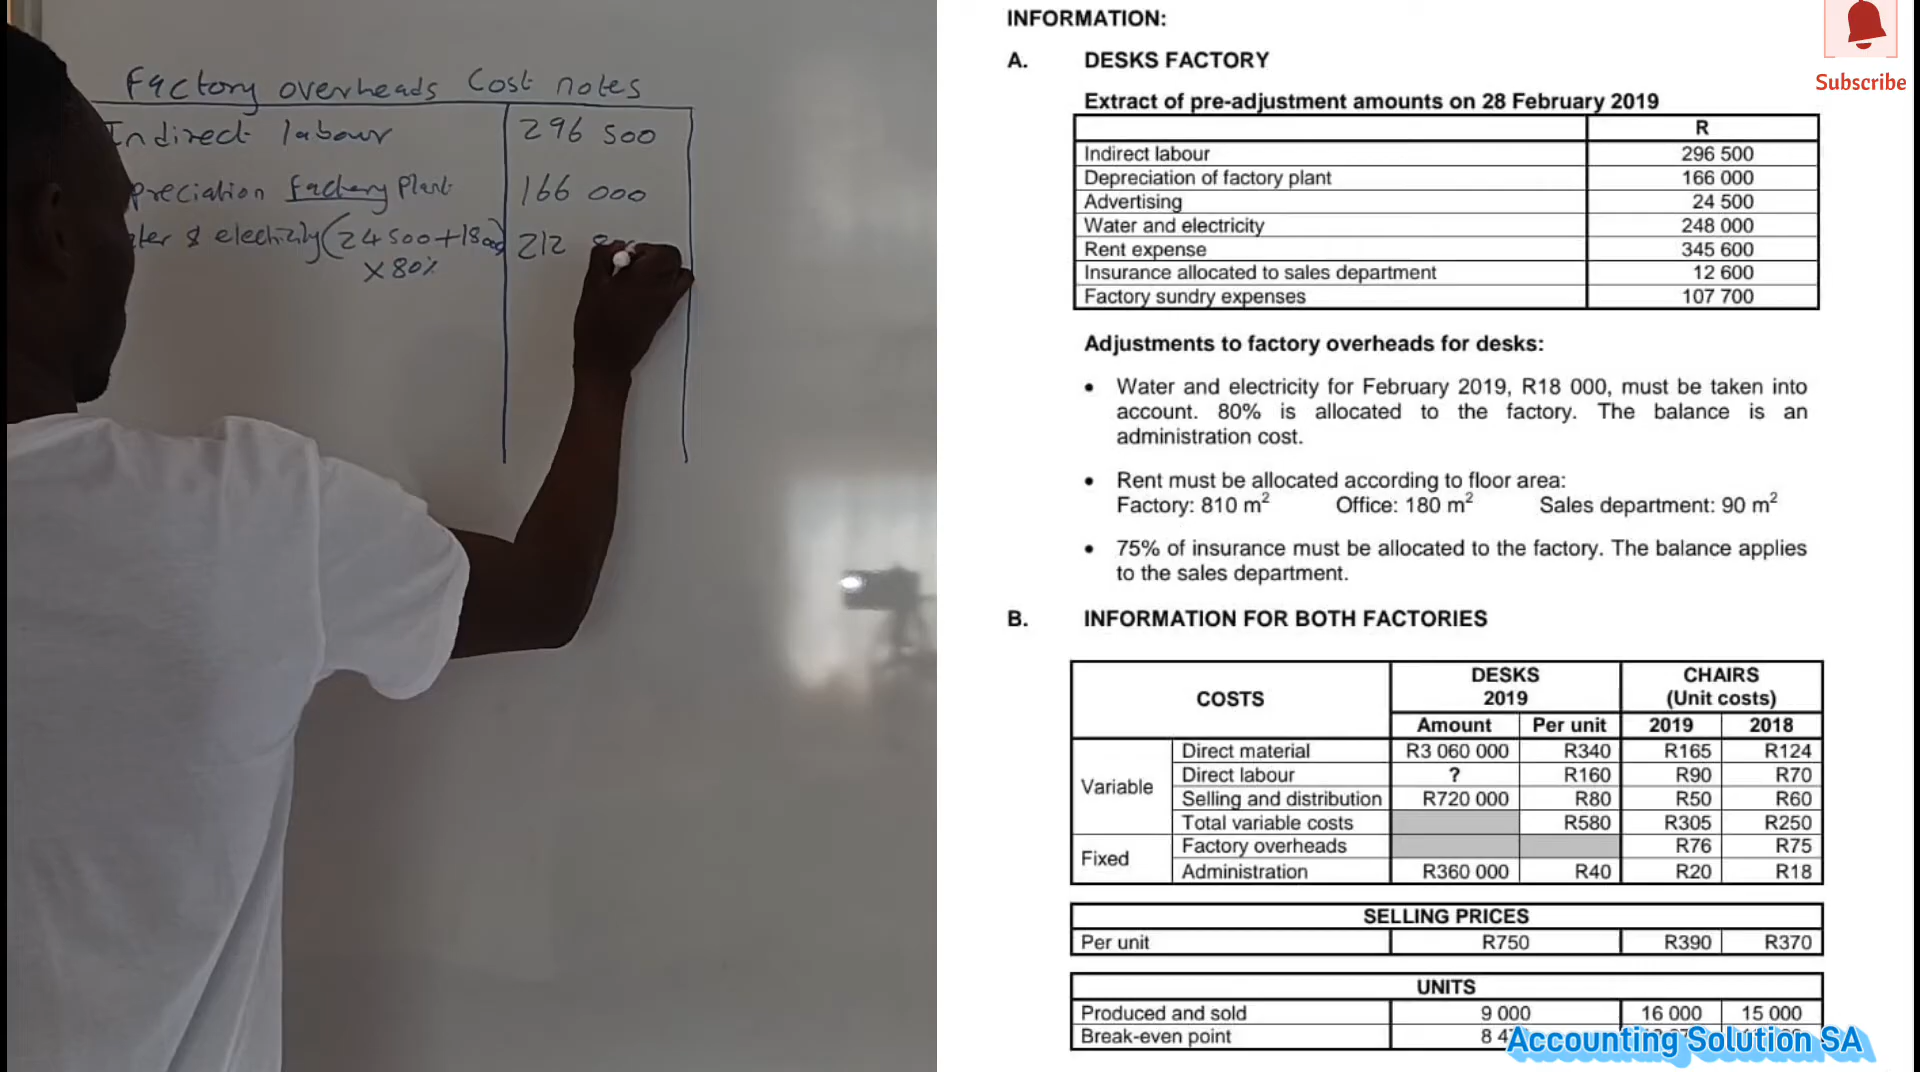 Factory overheads Cost notes
Indirect labour 296 500
preciation factory plant 166 000
ter & electricity (24 500 + 18 000) 212
X 80%
INFORMATION:
A. DESKS FACTORY
Extract of pre-adjustment amounts on 28 February 2019
R
Indirect labour 296 500
Depreciation of factory plant 166 000
Advertising 24 500
Water and electricity 248 000
Rent expense 345 600
Insurance allocated to sales department 12 600
Factory sundry expenses 107 700
Adjustments to factory overheads for desks:
• Water and electricity for February 2019, R18 000, must be taken into
account. 80% is allocated to the factory. The balance is an
administration cost.
• Rent must be allocated according to floor area:
Factory: 810 m² Office: 180 m² Sales department: 90 m²
• 75% of insurance must be allocated to the factory. The balance applies
to the sales department.
B. INFORMATION FOR BOTH FACTORIES
COSTS DESKS 2019 CHAIRS (Unit costs)
Amount Per unit 2019 2018
Variable Direct material R3 060 000 R340 R165 R124
Direct labour ? R160 R90 R70
Selling and distribution R720 000 R80 R50 R60
Total variable costs R580 R305 R250
Fixed Factory overheads R76 R75
Administration R360 000 R40 R20 R18
SELLING PRICES
Per unit R750 R390 R370
UNITS
Produced and sold 9 000 16 000 15 000
Break-even point 8 4
Subscribe
Accounting Solution SA